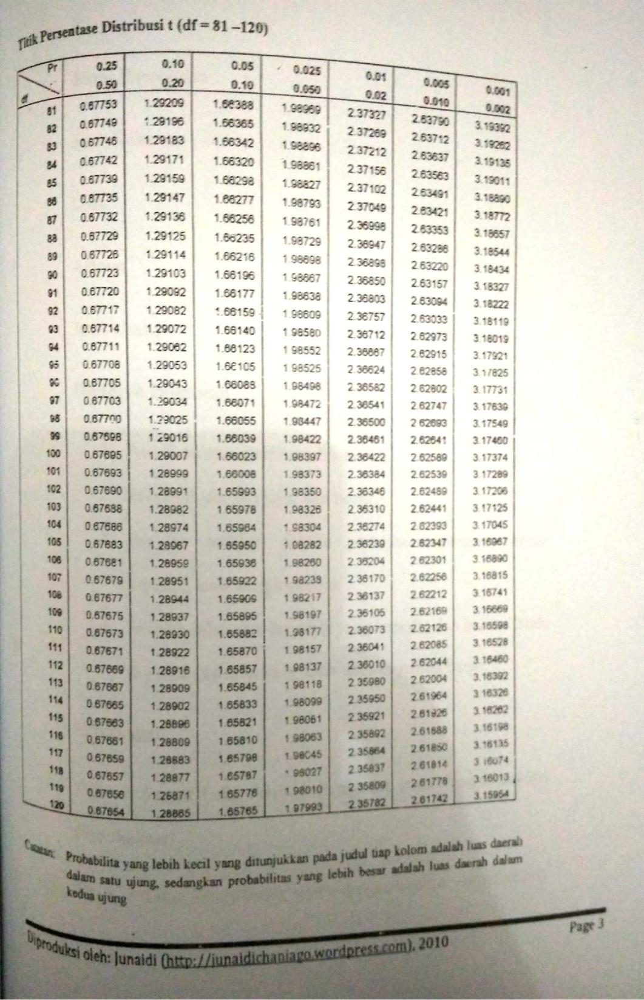 Titik Persentase Distribusi t (df = 81 –120)
Pr 0.25 0.10 0.05 0.025 0.01 0.005 0.001
df 0.50 0.20 0.10 0.050 0.02 0.010 0.002
81 0.67753 1.29209 1.66388 1.98969 2.37327 2.63790 3.19392
82 0.67749 1.29196 1.66365 1.98932 2.37269 2.63712 3.19262
83 0.67746 1.29183 1.66342 1.98896 2.37212 2.63637 3.19135
84 0.67742 1.29171 1.66320 1.98861 2.37156 2.63563 3.19011
85 0.67739 1.29159 1.66298 1.98827 2.37102 2.63491 3.18890
86 0.67735 1.29147 1.66277 1.98793 2.37049 2.63421 3.18772
87 0.67732 1.29136 1.66256 1.98761 2.36998 2.63353 3.18657
88 0.67729 1.29125 1.66235 1.98729 2.36947 2.63286 3.18544
89 0.67726 1.29114 1.66216 1.98698 2.36898 2.63220 3.18434
90 0.67723 1.29103 1.66196 1.98667 2.36850 2.63157 3.18327
91 0.67720 1.29092 1.66177 1.98638 2.36803 2.63094 3.18222
92 0.67717 1.29082 1.66159 1.98609 2.36757 2.63033 3.18119
93 0.67714 1.29072 1.66140 1.98580 2.36712 2.62973 3.18019
94 0.67711 1.29062 1.66123 1.98552 2.36667 2.62915 3.17921
95 0.67708 1.29053 1.66105 1.98525 2.36624 2.62858 3.17825
96 0.67705 1.29043 1.66088 1.98498 2.36582 2.62802 3.17731
97 0.67703 1.29034 1.66071 1.98472 2.36541 2.62747 3.17639
98 0.67700 1.29025 1.66055 1.98447 2.36500 2.62693 3.17549
99 0.67698 1.29016 1.66039 1.98422 2.36461 2.62641 3.17460
100 0.67695 1.29007 1.66023 1.98397 2.36422 2.62589 3.17374
101 0.67693 1.28999 1.66008 1.98373 2.36384 2.62539 3.17289
102 0.67690 1.28991 1.65993 1.98350 2.36346 2.62489 3.17206
103 0.67688 1.28982 1.65978 1.98326 2.36310 2.62441 3.17125
104 0.67686 1.28974 1.65964 1.98304 2.36274 2.62393 3.17045
105 0.67683 1.28967 1.65950 1.98282 2.36239 2.62347 3.16967
106 0.67681 1.28959 1.65936 1.98260 2.36204 2.62301 3.16890
107 0.67679 1.28951 1.65922 1.98238 2.36170 2.62256 3.16815
108 0.67677 1.28944 1.65909 1.98217 2.36137 2.62212 3.16741
109 0.67675 1.28937 1.65895 1.98197 2.36105 2.62169 3.16669
110 0.67673 1.28930 1.65882 1.98177 2.36073 2.62126 3.16598
111 0.67671 1.28922 1.65870 1.98157 2.36041 2.62085 3.16528
112 0.67669 1.28916 1.65857 1.98137 2.36010 2.62044 3.16460
113 0.67667 1.28909 1.65845 1.98118 2.35980 2.62004 3.16392
114 0.67665 1.28902 1.65833 1.98099 2.35950 2.61964 3.16326
115 0.67663 1.28896 1.65821 1.98081 2.35921 2.61926 3.16262
116 0.67661 1.28889 1.65810 1.98063 2.35892 2.61888 3.16198
117 0.67659 1.28883 1.65798 1.98045 2.35864 2.61850 3.16135
118 0.67657 1.28877 1.65787 1.98027 2.35837 2.61814 3.16074
119 0.67656 1.28871 1.65776 1.98010 2.35809 2.61778 3.16013
120 0.67654 1.28865 1.65765 1.97993 2.35782 2.61742 3.15954
Catatan: Probabilita yang lebih kecil yang ditunjukkan pada judul tiap kolom adalah luas daerah
dalam satu ujung, sedangkan probabilitas yang lebih besar adalah luas daerah dalam
kedua ujung
Diproduksi oleh: Junaidi (http://junaidichaniago.wordpress.com), 2010
Page 3